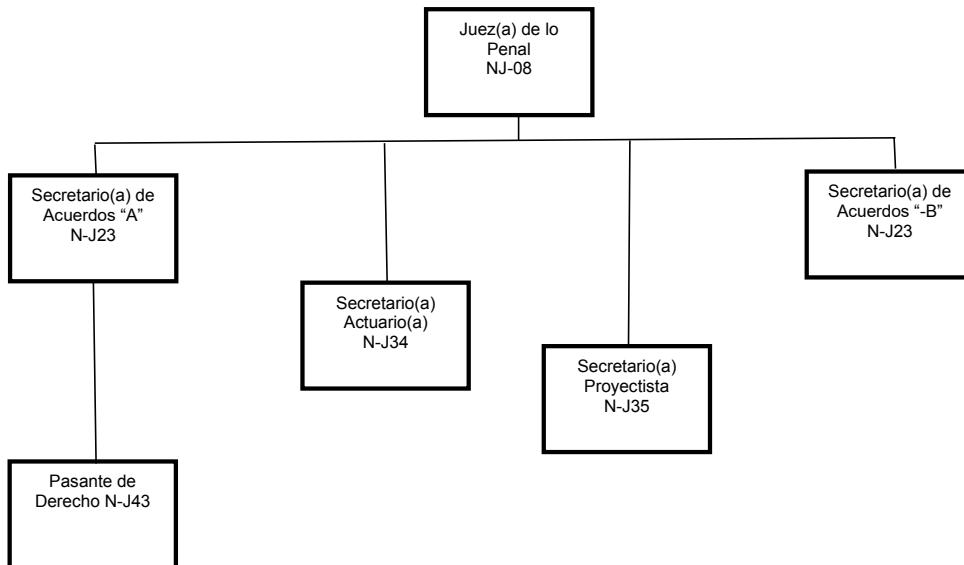 Juez(a) de lo
Penal
NJ-08
Secretario(a) de
Acuerdos “A”
N-J23
Secretario(a) de
Acuerdos “-B”
N-J23
Secretario(a)
Actuario(a)
N-J34
Secretario(a)
Proyectista
N-J35
Pasante de
Derecho N-J43